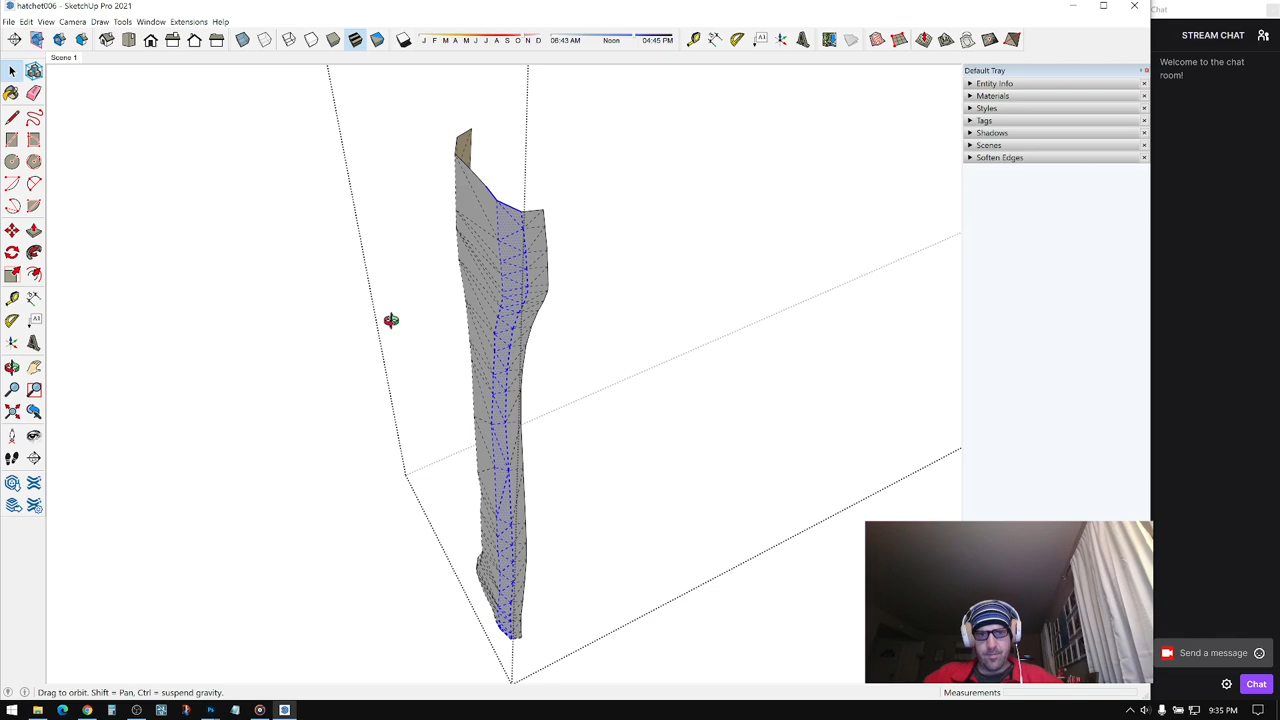 hatchet006 - SketchUp Pro 2021
File Edit View Camera Draw Tools Window Extensions Help
J F M A M J J A S O N D
06:43 AM Noon 04:45 PM
Scene 1
Default Tray
Entity Info
Materials
Styles
Tags
Shadows
Scenes
Soften Edges
Drag to orbit. Shift = Pan, Ctrl = suspend gravity.
Measurements
Chat
STREAM CHAT
Welcome to the chat
room!
Send a message
Chat
9:35 PM